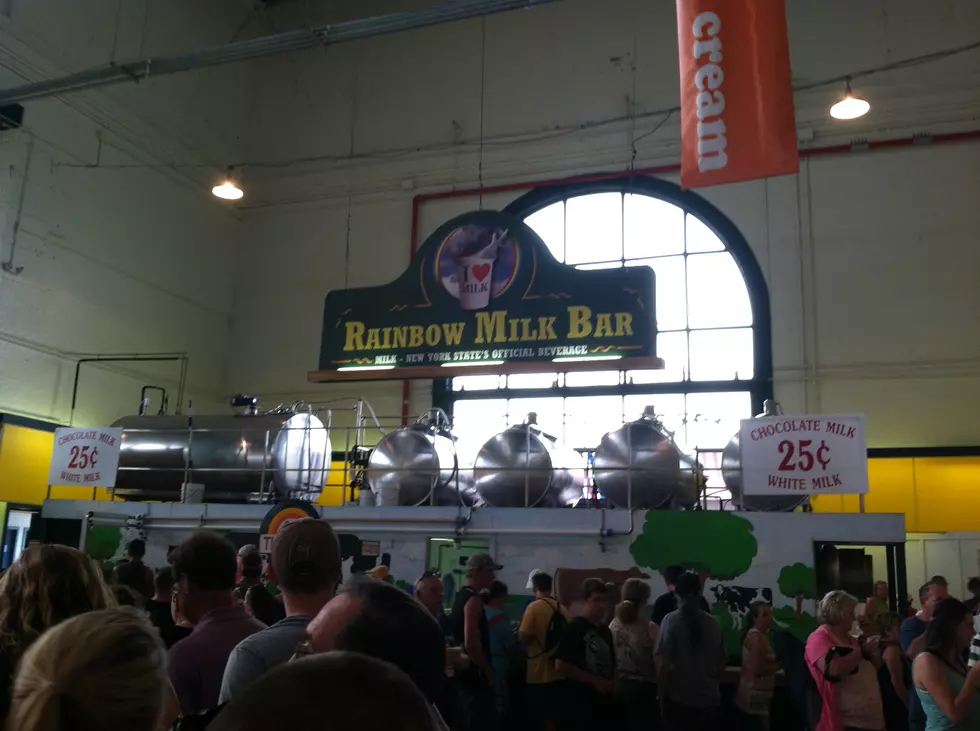 cream
I ❤
MILK
RAINBOW MILK BAR
MILK - NEW YORK STATE'S OFFICIAL BEVERAGE
CHOCOLATE MILK
25¢
WHITE MILK
CHOCOLATE MILK
25¢
WHITE MILK